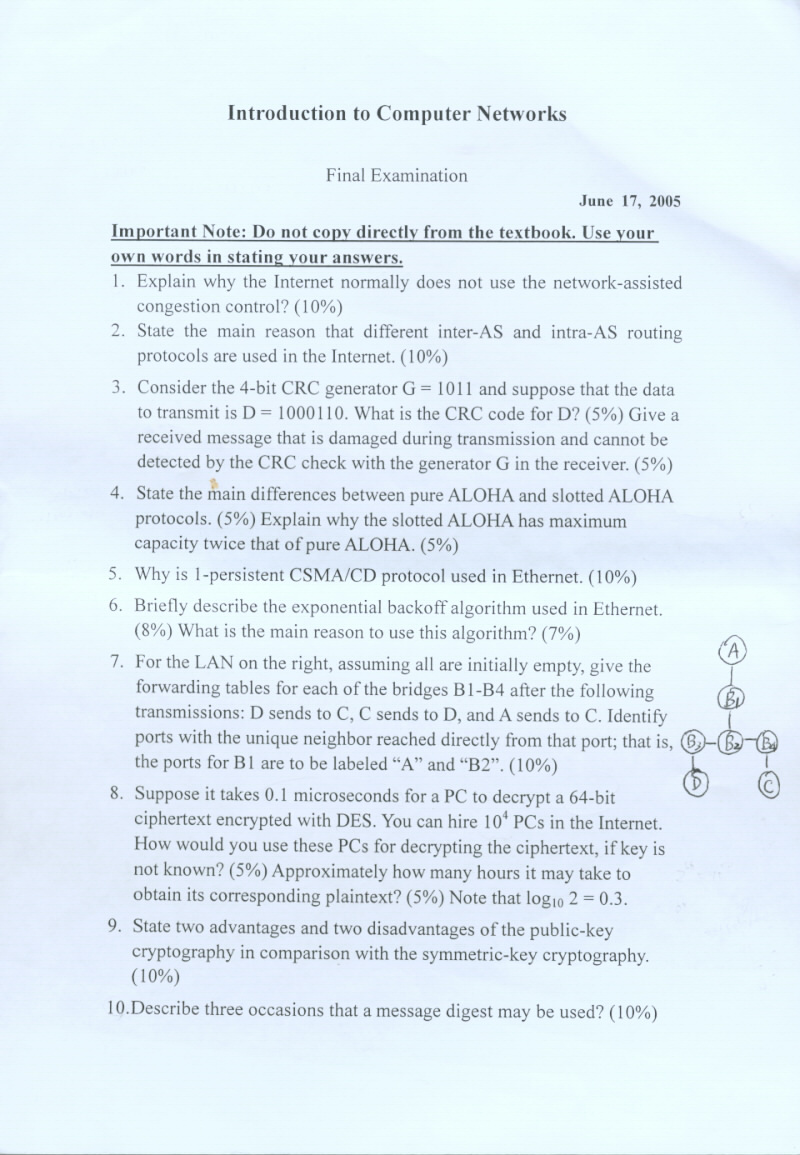 Introduction to Computer Networks
Final Examination
June 17, 2005
Important Note: Do not copy directly from the textbook. Use your
own words in stating your answers.
1. Explain why the Internet normally does not use the network-assisted
congestion control? (10%)
2. State the main reason that different inter-AS and intra-AS routing
protocols are used in the Internet. (10%)
3. Consider the 4-bit CRC generator G = 1011 and suppose that the data
to transmit is D = 1000110. What is the CRC code for D? (5%) Give a
received message that is damaged during transmission and cannot be
detected by the CRC check with the generator G in the receiver. (5%)
4. State the main differences between pure ALOHA and slotted ALOHA
protocols. (5%) Explain why the slotted ALOHA has maximum
capacity twice that of pure ALOHA. (5%)
5. Why is 1-persistent CSMA/CD protocol used in Ethernet. (10%)
6. Briefly describe the exponential backoff algorithm used in Ethernet.
(8%) What is the main reason to use this algorithm? (7%)
7. For the LAN on the right, assuming all are initially empty, give the
forwarding tables for each of the bridges B1-B4 after the following
transmissions: D sends to C, C sends to D, and A sends to C. Identify
ports with the unique neighbor reached directly from that port; that is,
the ports for B1 are to be labeled “A” and “B2”. (10%)
A
B1
B3 B2 B4
D C
8. Suppose it takes 0.1 microseconds for a PC to decrypt a 64-bit
ciphertext encrypted with DES. You can hire 10⁴ PCs in the Internet.
How would you use these PCs for decrypting the ciphertext, if key is
not known? (5%) Approximately how many hours it may take to
obtain its corresponding plaintext? (5%) Note that log₁₀ 2 = 0.3.
9. State two advantages and two disadvantages of the public-key
cryptography in comparison with the symmetric-key cryptography.
(10%)
10.Describe three occasions that a message digest may be used? (10%)